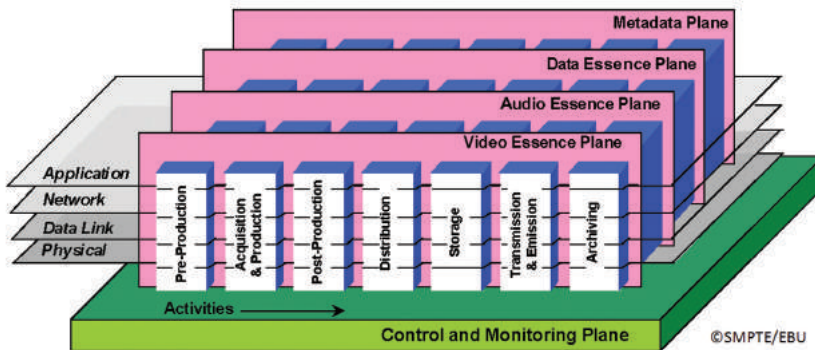 Metadata Plane
Data Essence Plane
Audio Essence Plane
Video Essence Plane
Application
Network
Data Link
Physical
Pre-Production
Acquisition
& Production
Post-Production
Distribution
Storage
Transmission
& Emission
Archiving
Activities
Control and Monitoring Plane
©SMPTE/EBU